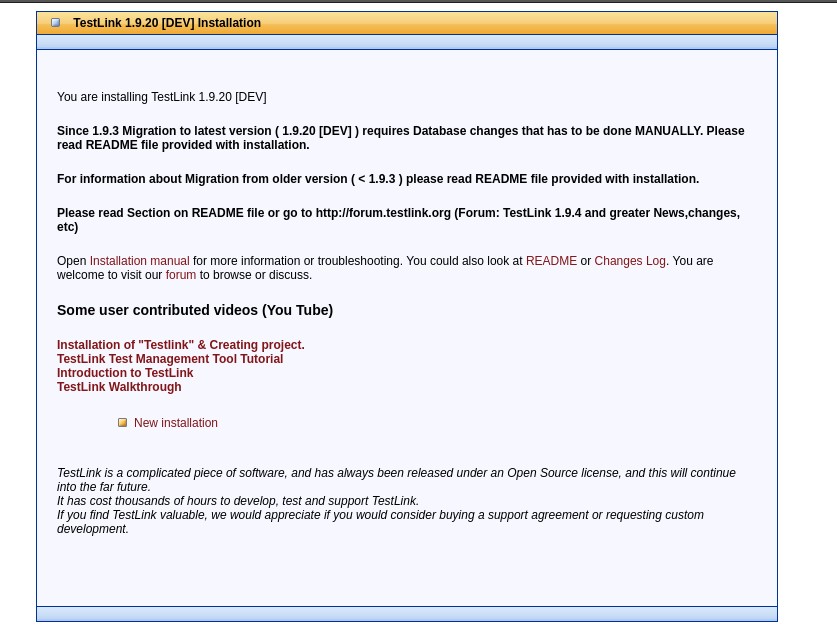 TestLink 1.9.20 [DEV] Installation
You are installing TestLink 1.9.20 [DEV]
Since 1.9.3 Migration to latest version ( 1.9.20 [DEV] ) requires Database changes that has to be done MANUALLY. Please
read README file provided with installation.
For information about Migration from older version ( < 1.9.3 ) please read README file provided with installation.
Please read Section on README file or go to http://forum.testlink.org (Forum: TestLink 1.9.4 and greater News,changes,
etc)
Open Installation manual for more information or troubleshooting. You could also look at README or Changes Log. You are
welcome to visit our forum to browse or discuss.
Some user contributed videos (You Tube)
Installation of "Testlink" & Creating project.
TestLink Test Management Tool Tutorial
Introduction to TestLink
TestLink Walkthrough
New installation
TestLink is a complicated piece of software, and has always been released under an Open Source license, and this will continue
into the far future.
It has cost thousands of hours to develop, test and support TestLink.
If you find TestLink valuable, we would appreciate if you would consider buying a support agreement or requesting custom
development.